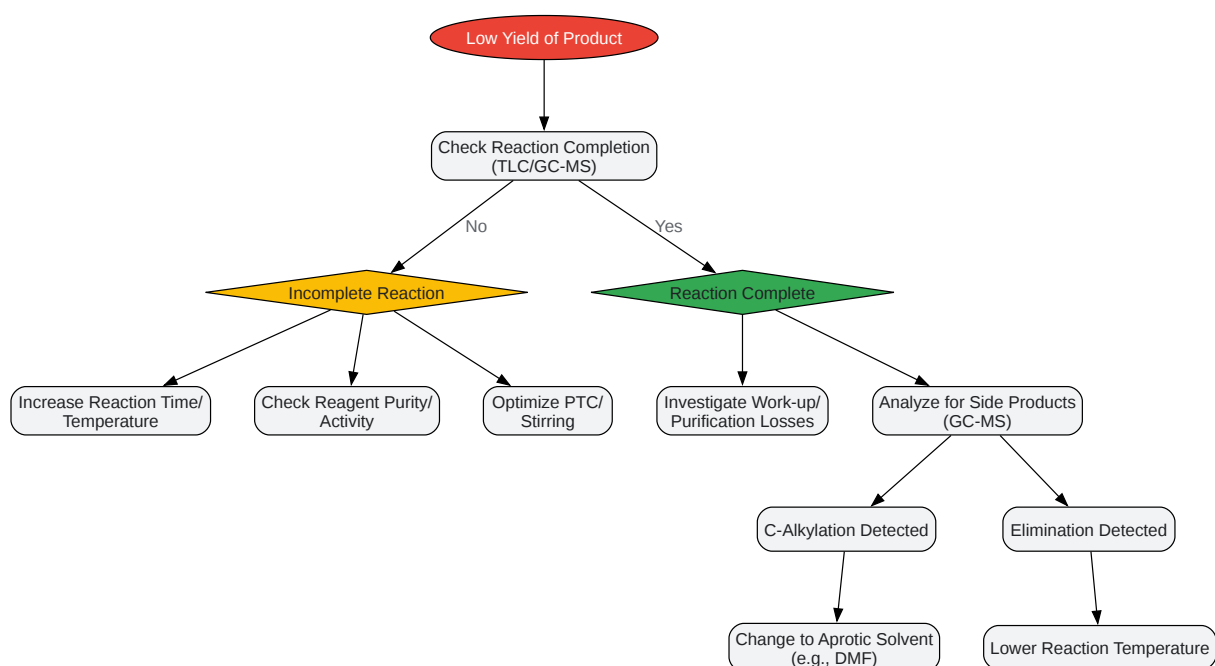 Low Yield of Product
Check Reaction Completion
(TLC/GC-MS)
No
Yes
Incomplete Reaction
Reaction Complete
Increase Reaction Time/
Temperature
Check Reagent Purity/
Activity
Optimize PTC/
Stirring
Investigate Work-up/
Purification Losses
Analyze for Side Products
(GC-MS)
C-Alkylation Detected
Elimination Detected
Change to Aprotic Solvent
(e.g., DMF)
Lower Reaction Temperature